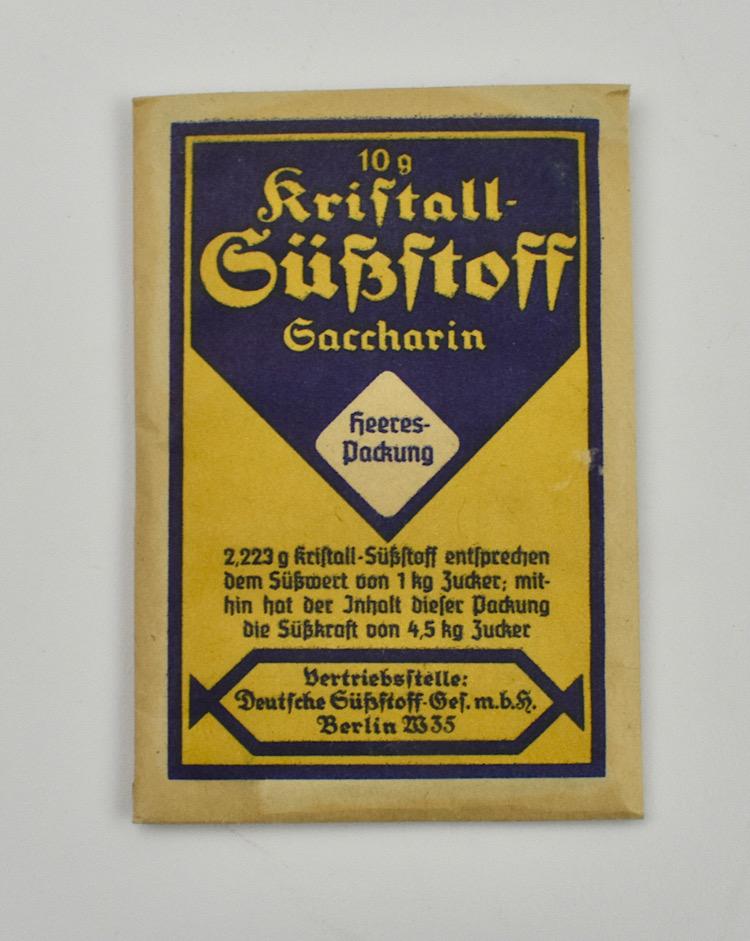 10 g
Kriſtall-
Süßſtoff
Saccharin
Heeres-
Packung
2,223 g Kriſtall-Süßſtoff entſprechen
dem Süßwert von 1 kg Zucker; mit-
hin hat der Inhalt dieſer Packung
die Süßkraft von 4,5 kg Zucker
Vertriebsſtelle:
Deutſche Süßſtoff-Geſ. m. b. H.
Berlin W 35